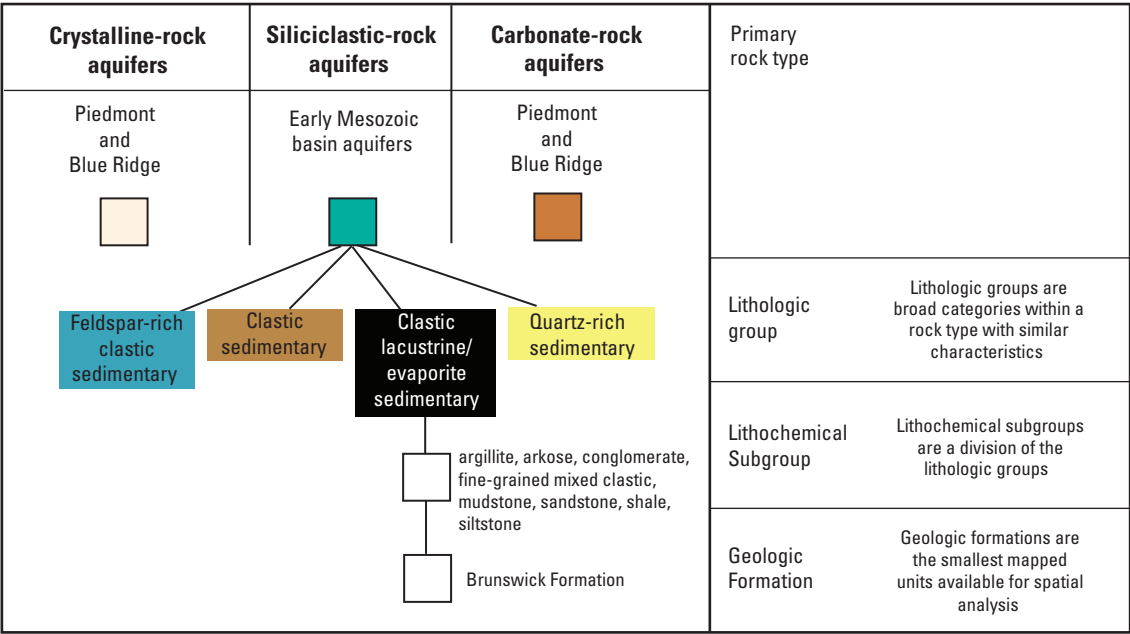 Crystalline-rock
aquifers
Siliciclastic-rock
aquifers
Carbonate-rock
aquifers
Primary
rock type
Piedmont
and
Blue Ridge
Early Mesozoic
basin aquifers
Piedmont
and
Blue Ridge
Feldspar-rich
clastic
sedimentary
Clastic
sedimentary
Clastic
lacustrine/
evaporite
sedimentary
Quartz-rich
sedimentary
Lithologic
group
Lithologic groups are
broad categories within a
rock type with similar
characteristics
argillite, arkose, conglomerate,
fine-grained mixed clastic,
mudstone, sandstone, shale,
siltstone
Lithochemical
Subgroup
Lithochemical subgroups
are a division of the
lithologic groups
Brunswick Formation
Geologic
Formation
Geologic formations are
the smallest mapped
units available for spatial
analysis